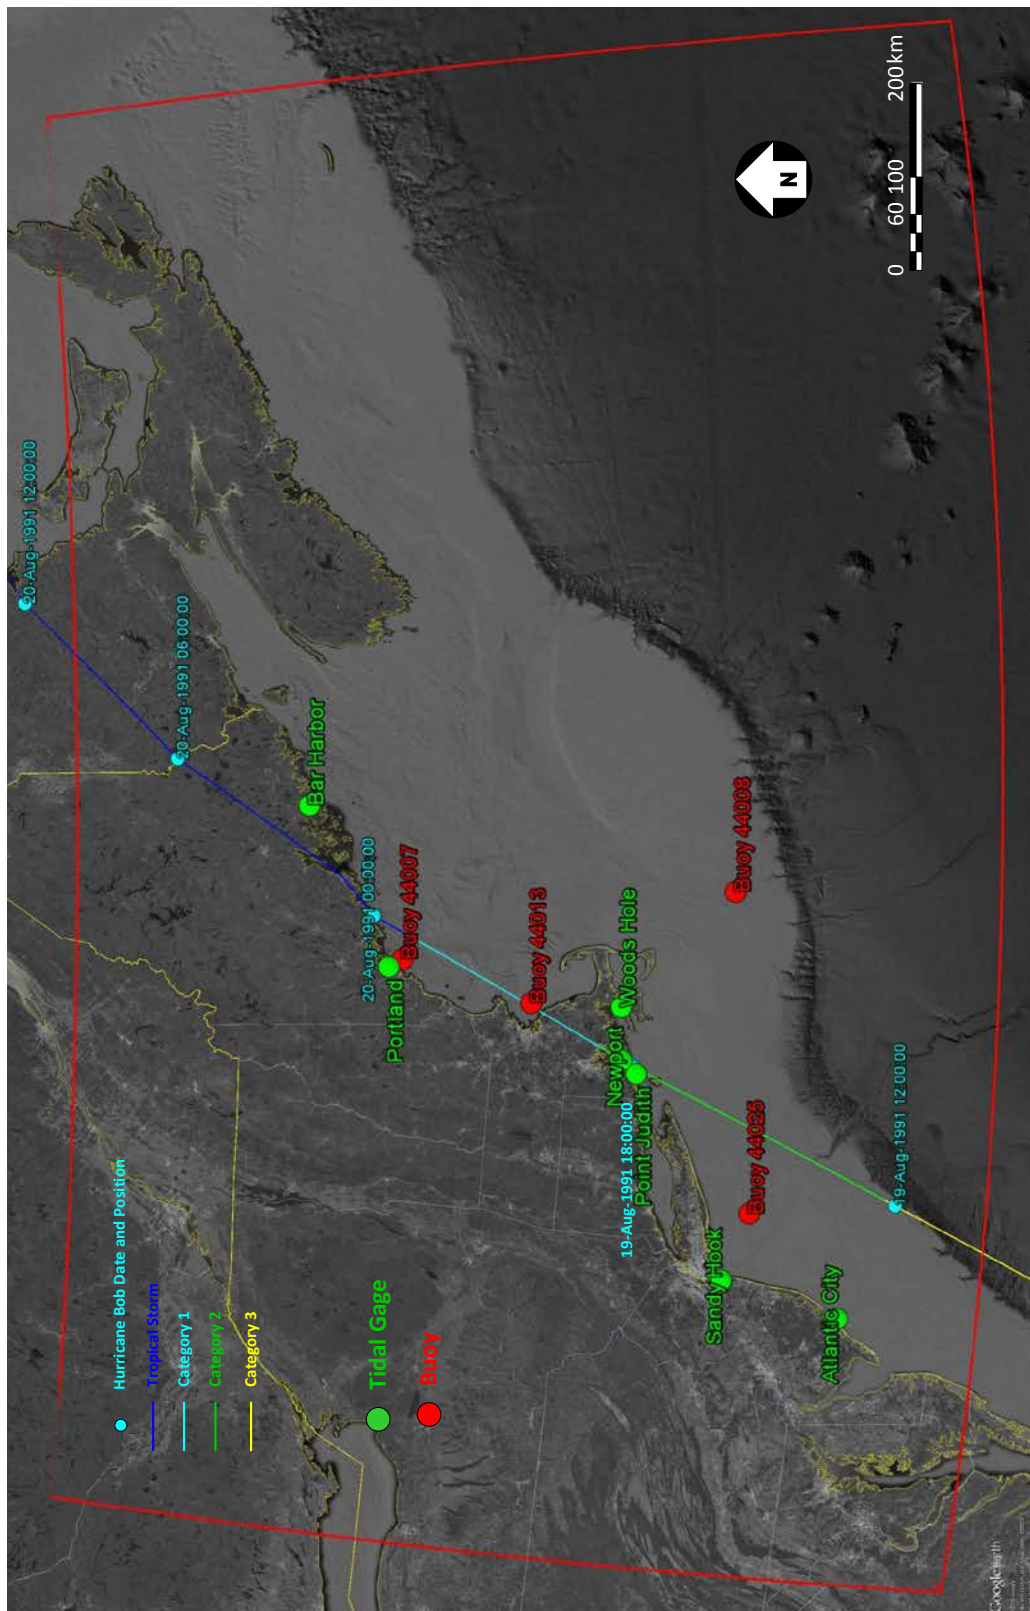 Hurricane Bob Date and Position
Tropical Storm
Category 1
Category 2
Category 3
Tidal Gage
Buoy
20-Aug-1991 12:00:00
20-Aug-1991 06:00:00
Bar Harbor
20-Aug-1991 00:00:00
Buoy 44007
Portland
Buoy 44013
Woods Hole
Newport
Point Judith
19-Aug-1991 18:00:00
Buoy 44008
Buoy 44025
Sandy Hook
Atlantic City
19-Aug-1991 12:00:00
N
0 60 100 200km
Google earth